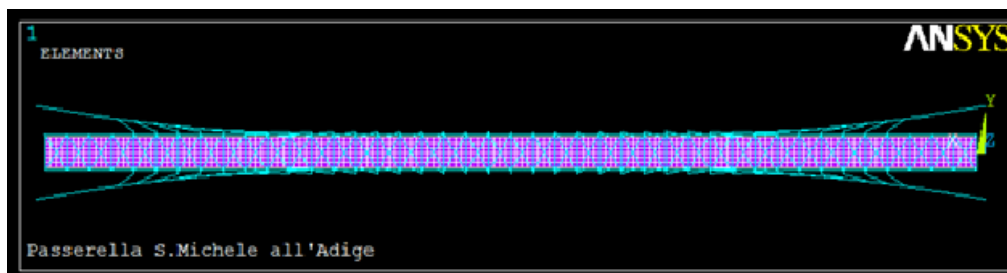 1
ELEMENTS
ANSYS
Y
X
Z
Passerella S.Michele all'Adige